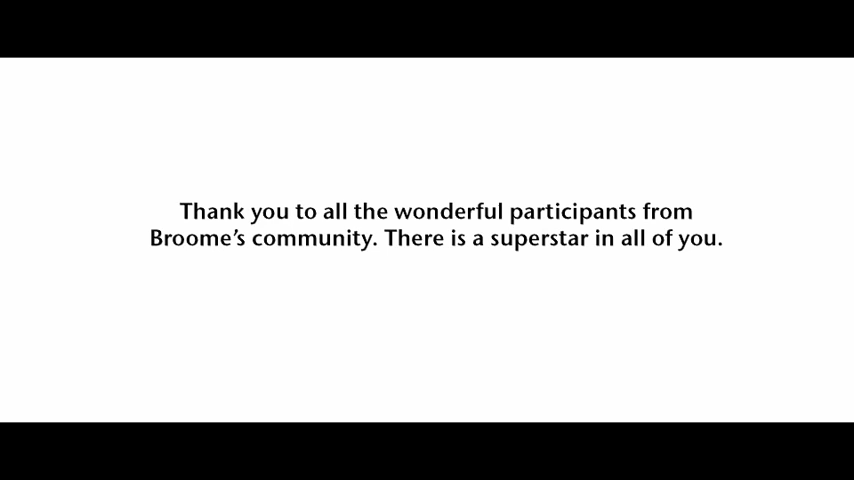 Thank you to all the wonderful participants from
Broome’s community. There is a superstar in all of you.